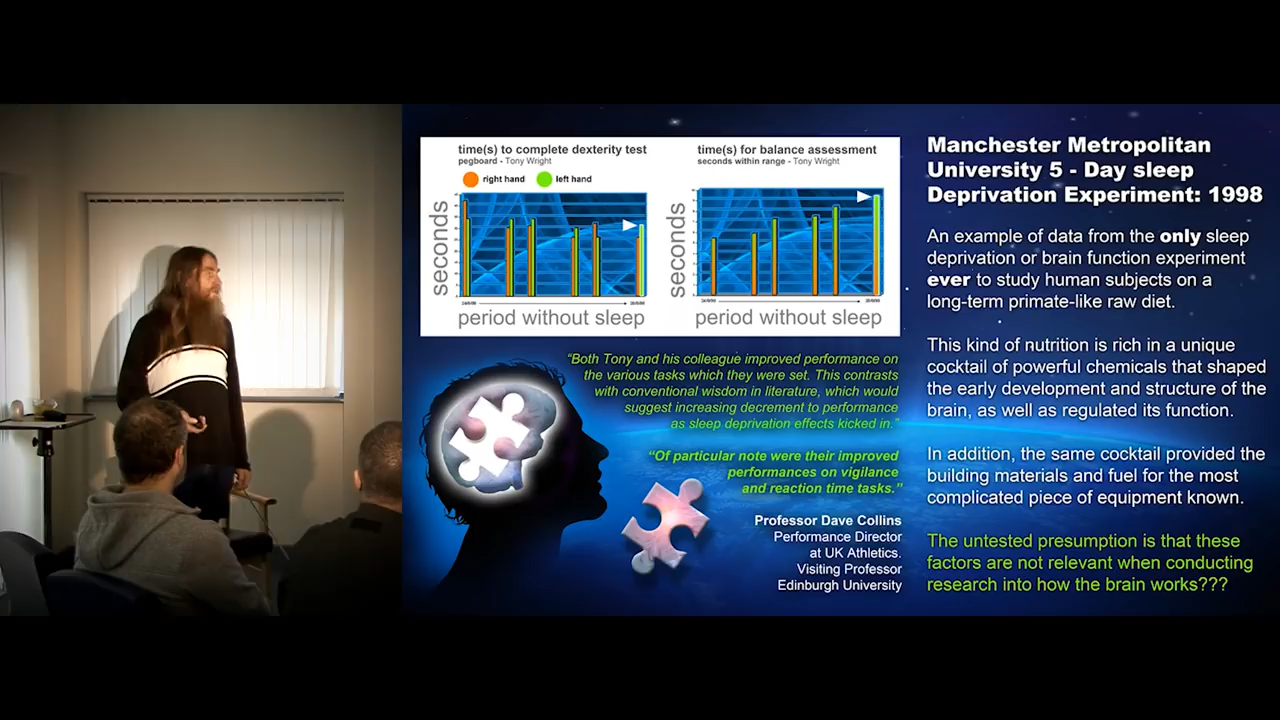 time(s) to complete dexterity test
pegboard - Tony Wright
right hand
left hand
seconds
period without sleep
time(s) for balance assessment
seconds within range - Tony Wright
seconds
period without sleep
"Both Tony and his colleague improved performance on
the various tasks which they were set. This contrasts
with conventional wisdom in literature, which would
suggest increasing decrement to performance
as sleep deprivation effects kicked in."
"Of particular note were their improved
performances on vigilance
and reaction time tasks."
Professor Dave Collins
Performance Director
at UK Athletics.
Visiting Professor
Edinburgh University
Manchester Metropolitan
University 5 - Day sleep
Deprivation Experiment: 1998
An example of data from the only sleep
deprivation or brain function experiment
ever to study human subjects on a
long-term primate-like raw diet.
This kind of nutrition is rich in a unique
cocktail of powerful chemicals that shaped
the early development and structure of the
brain, as well as regulated its function.
In addition, the same cocktail provided the
building materials and fuel for the most
complicated piece of equipment known.
The untested presumption is that these
factors are not relevant when conducting
research into how the brain works???